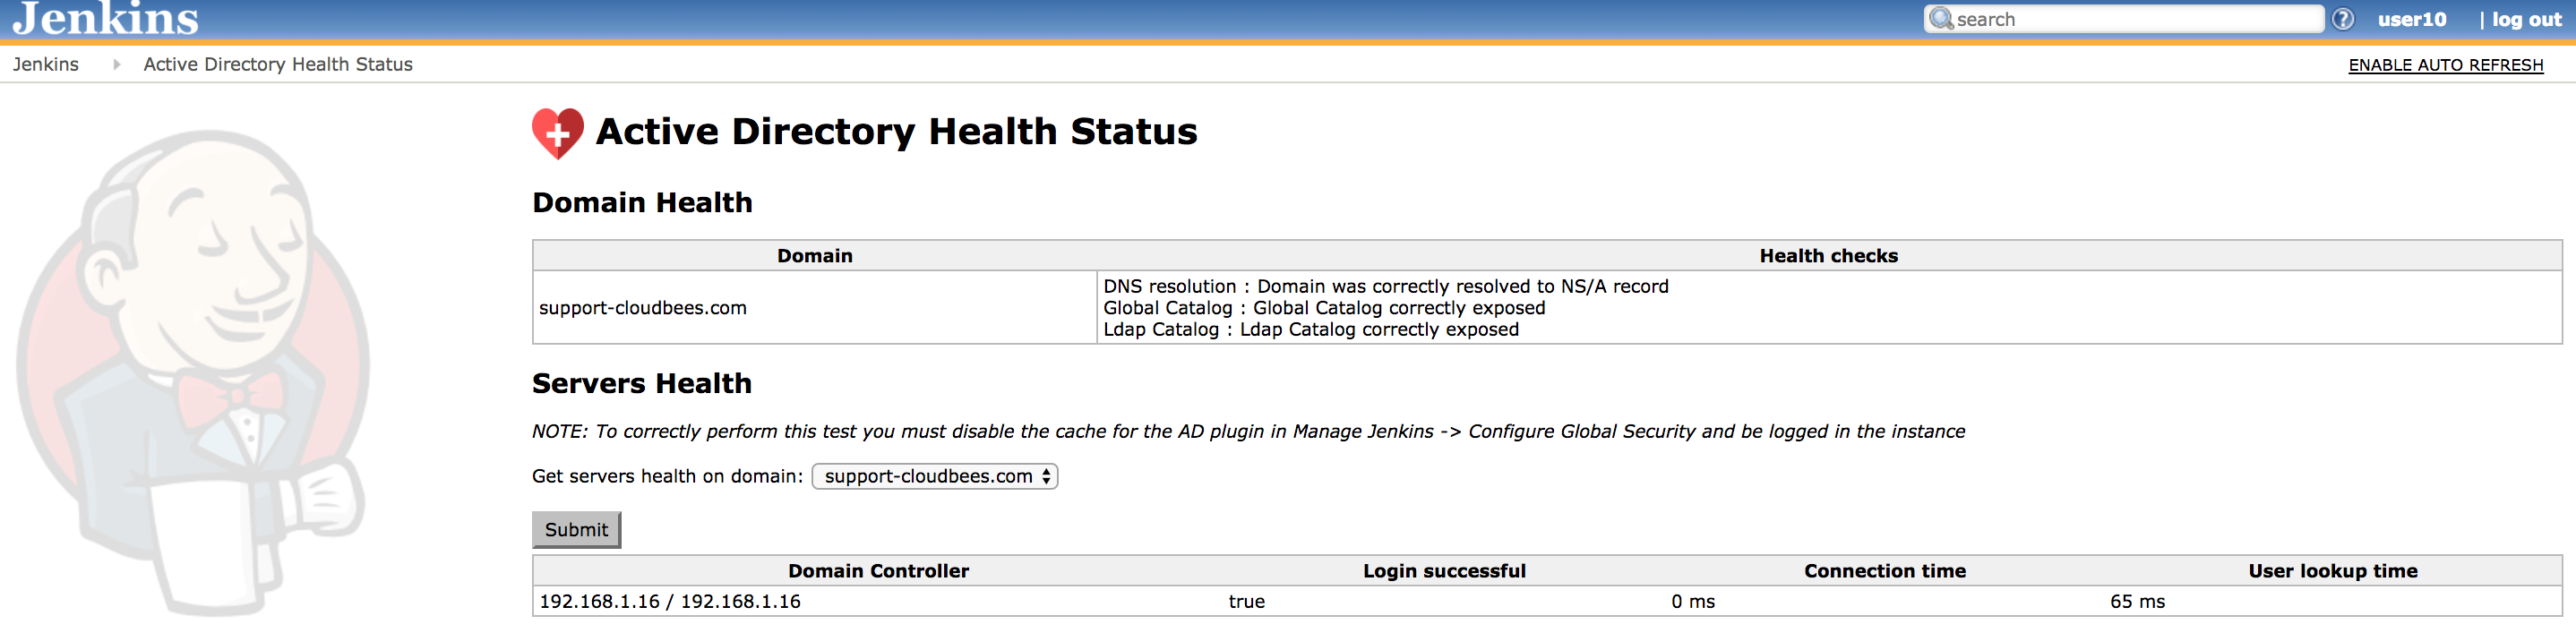 Jenkins
search
user10 | log out
Jenkins Active Directory Health Status
ENABLE AUTO REFRESH
Active Directory Health Status
Domain Health
Domain Health checks
support-cloudbees.com
DNS resolution : Domain was correctly resolved to NS/A record
Global Catalog : Global Catalog correctly exposed
Ldap Catalog : Ldap Catalog correctly exposed
Servers Health
NOTE: To correctly perform this test you must disable the cache for the AD plugin in Manage Jenkins -> Configure Global Security and be logged in the instance
Get servers health on domain: support-cloudbees.com
Submit
Domain Controller Login successful Connection time User lookup time
192.168.1.16 / 192.168.1.16 true 0 ms 65 ms